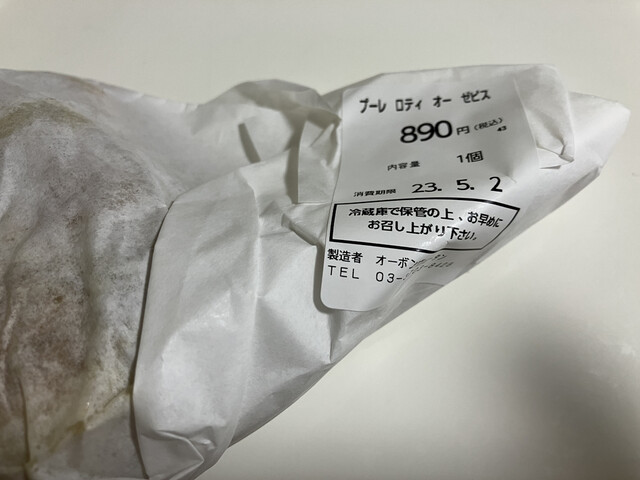 プーレ ロティ オー ゼピス
890円(税込)
43
内容量 1個
消費期限 23.5.2
冷蔵庫で保管の上、お早めに
お召し上がり下さい。
製造者 オーボン
TEL 03-